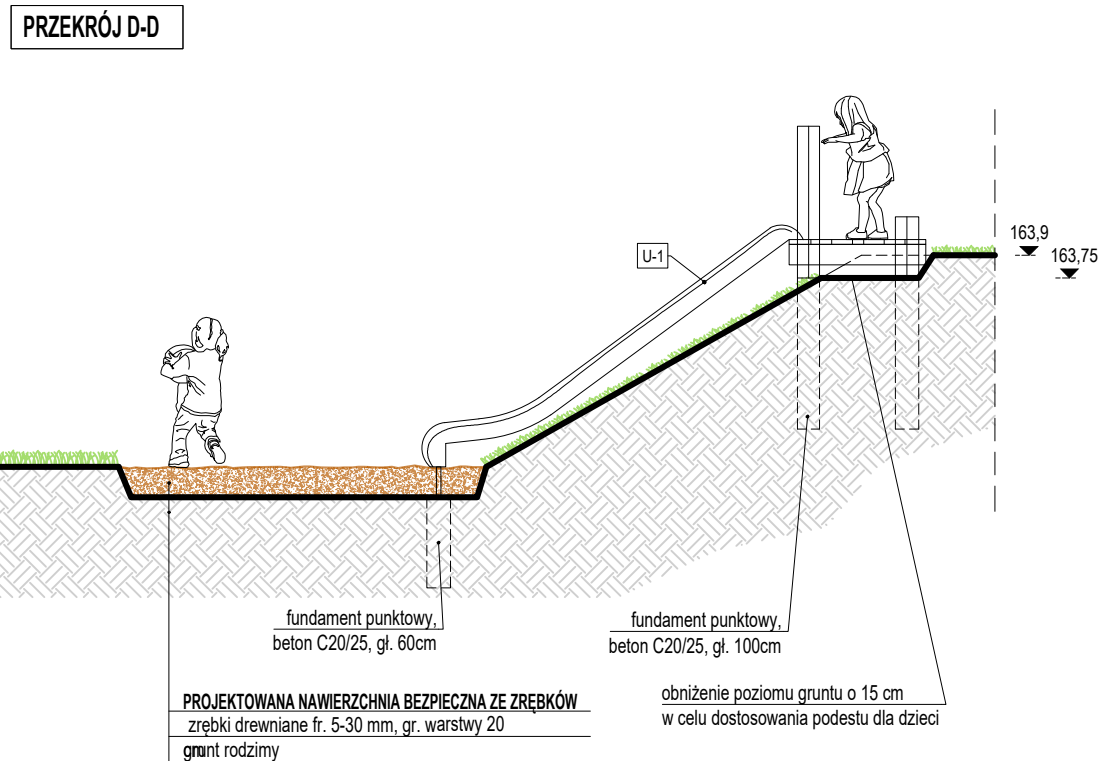 PRZEKRÓJ D-D
163,9
163,75
U-1
fundament punktowy,
beton C20/25, gł. 60cm
fundament punktowy,
beton C20/25, gł. 100cm
obniżenie poziomu gruntu o 15 cm
w celu dostosowania podestu dla dzieci
PROJEKTOWANA NAWIERZCHNIA BEZPIECZNA ZE ZRĘBKÓW
zrębki drewniane fr. 5-30 mm, gr. warstwy 20
grunt rodzimy